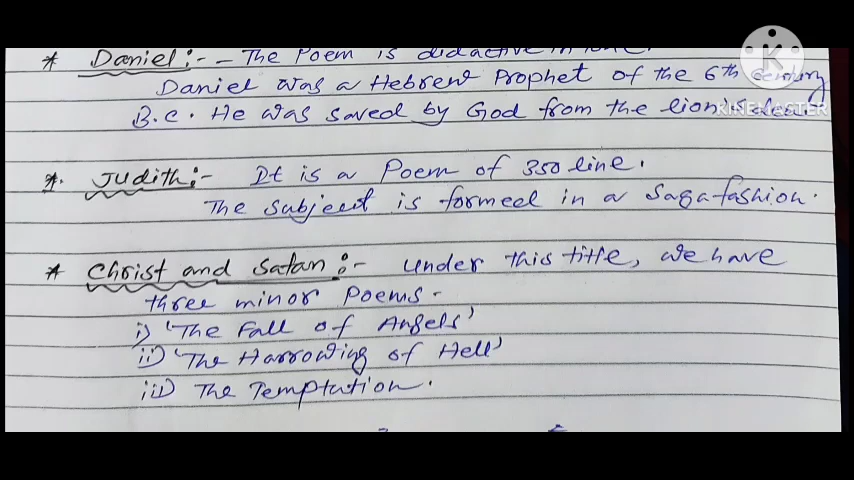 * Daniel:- - The Poem is didactive in tone.
Daniel was a Hebrew Prophet of the 6th century
B.C. He was saved by God from the lion's den.
K
KINEMASTER
*. Judith:- It is a Poem of 350 line.
The subject is formed in a Saga fashion.
* Christ and Satan:- Under this title, we have
three minor Poems-
i) 'The Fall of Angels'
ii) 'The Harrowing of Hell'
iii) The Temptation.